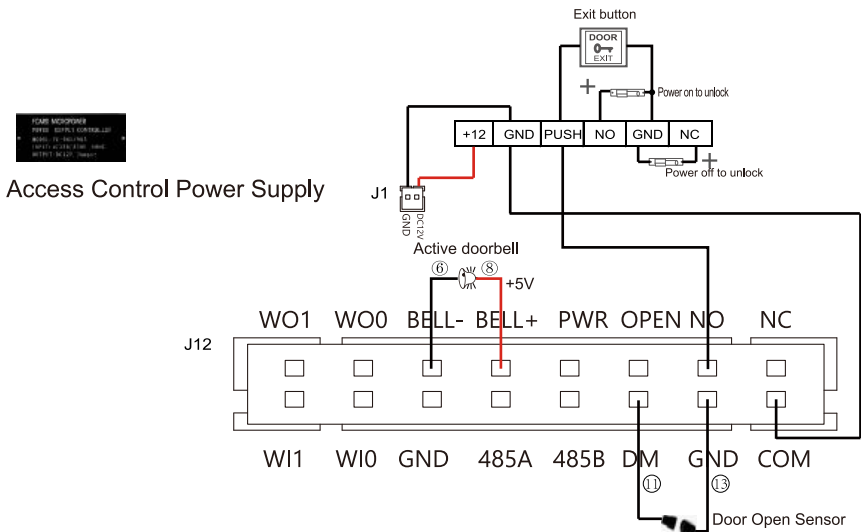 Exit button
DOOR
EXIT
+
Power on to unlock
+12 GND PUSH NO GND NC
+
Power off to unlock
Access Control Power Supply
J1
GND
DC12V
Active doorbell
⑥ ⑧
+5V
WO1 WO0 BELL- BELL+ PWR OPEN NO NC
J12
WI1 WI0 GND 485A 485B DM GND COM
⑪ ⑬
Door Open Sensor